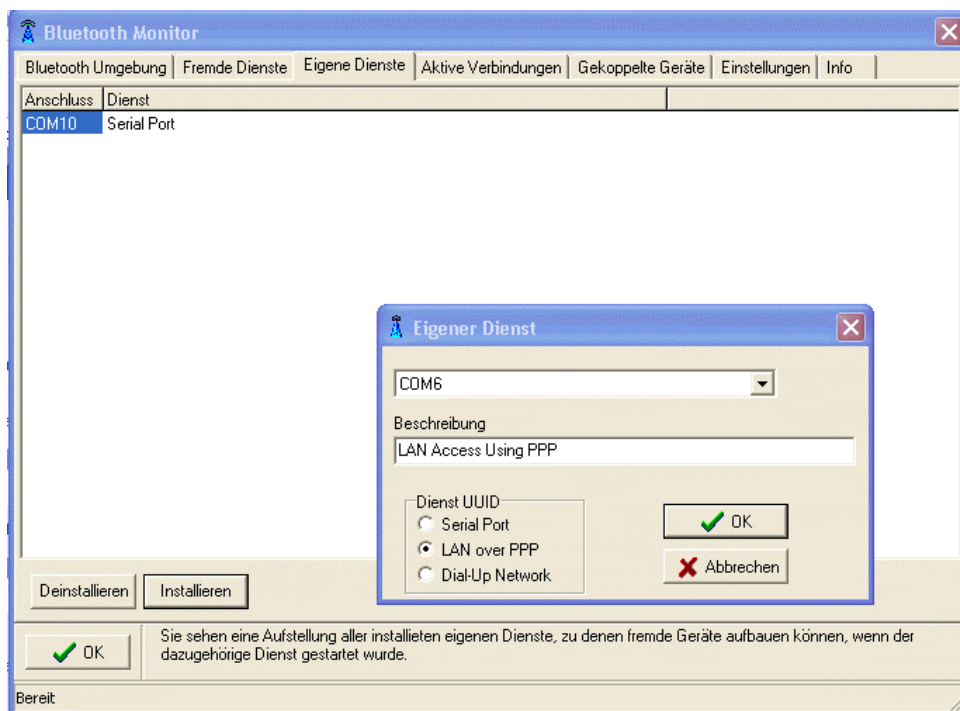 Bluetooth Monitor
Bluetooth Umgebung Fremde Dienste Eigene Dienste Aktive Verbindungen Gekoppelte Geräte Einstellungen Info
Anschluss Dienst
COM10 Serial Port
Eigener Dienst
COM6
Beschreibung
LAN Access Using PPP
Dienst UUID
Serial Port
LAN over PPP
Dial-Up Network
OK
Abbrechen
Deinstallieren Installieren
OK
Sie sehen eine Aufstellung aller installieten eigenen Dienste, zu denen fremde Geräte aufbauen können, wenn der
dazugehörige Dienst gestartet wurde.
Bereit